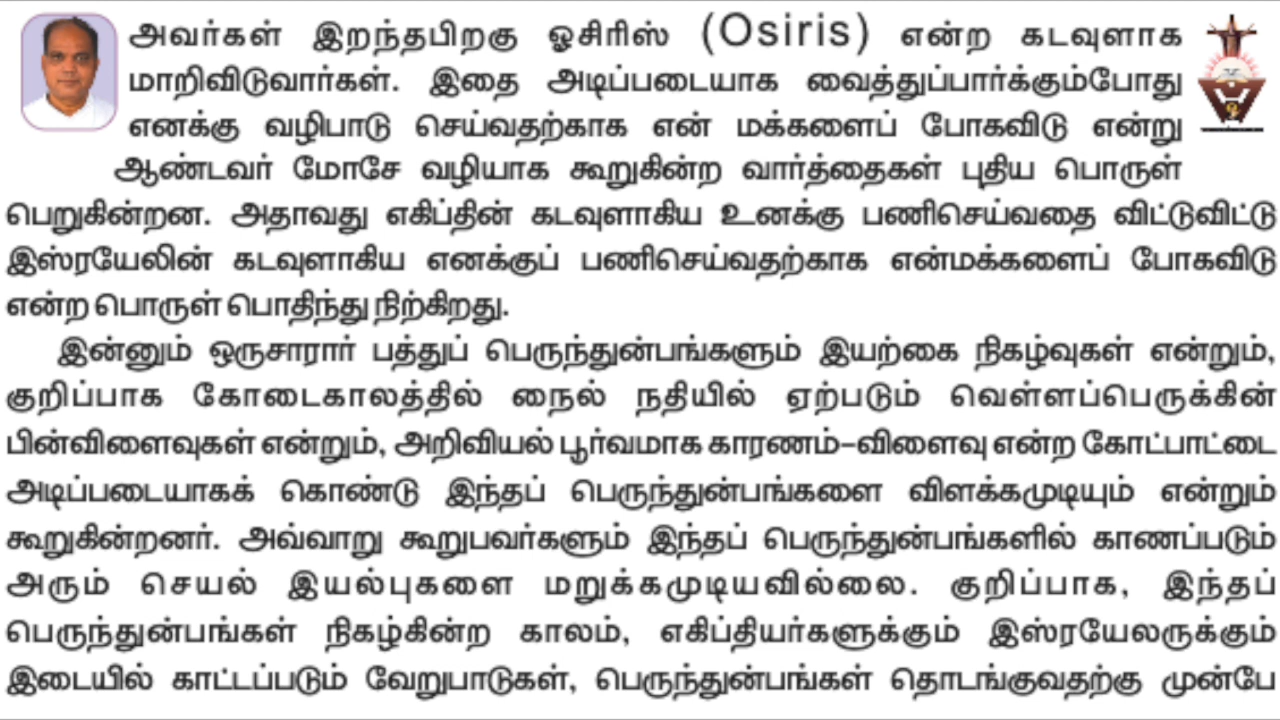 அவர்கள் இறந்தபிறகு ஓசிரிஸ் (Osiris) என்ற கடவுளாக
மாறிவிடுவார்கள். இதை அடிப்படையாக வைத்துப்பார்க்கும்போது
எனக்கு வழிபாடு செய்வதற்காக என் மக்களைப் போகவிடு என்று
ஆண்டவர் மோசே வழியாக கூறுகின்ற வார்த்தைகள் புதிய பொருள்
பெறுகின்றன. அதாவது எகிப்தின் கடவுளாகிய உனக்கு பணிசெய்வதை விட்டுவிட்டு
இஸ்ரயேலின் கடவுளாகிய எனக்குப் பணிசெய்வதற்காக என்மக்களைப் போகவிடு
என்ற பொருள் பொதிந்து நிற்கிறது.
இன்னும் ஒருசாரார் பத்துப் பெருந்துன்பங்களும் இயற்கை நிகழ்வுகள் என்றும்,
குறிப்பாக கோடைகாலத்தில் நைல் நதியில் ஏற்படும் வெள்ளப்பெருக்கின்
பின்விளைவுகள் என்றும், அறிவியல் பூர்வமாக காரணம்–விளைவு என்ற கோட்பாட்டை
அடிப்படையாகக் கொண்டு இந்தப் பெருந்துன்பங்களை விளக்கமுடியும் என்றும்
கூறுகின்றனர். அவ்வாறு கூறுபவர்களும் இந்தப் பெருந்துன்பங்களில் காணப்படும்
அரும் செயல் இயல்புகளை மறுக்கமுடியவில்லை. குறிப்பாக, இந்தப்
பெருந்துன்பங்கள் நிகழ்கின்ற காலம், எகிப்தியர்களுக்கும் இஸ்ரயேலருக்கும்
இடையில் காட்டப்படும் வேறுபாடுகள், பெருந்துன்பங்கள் தொடங்குவதற்கு முன்பே